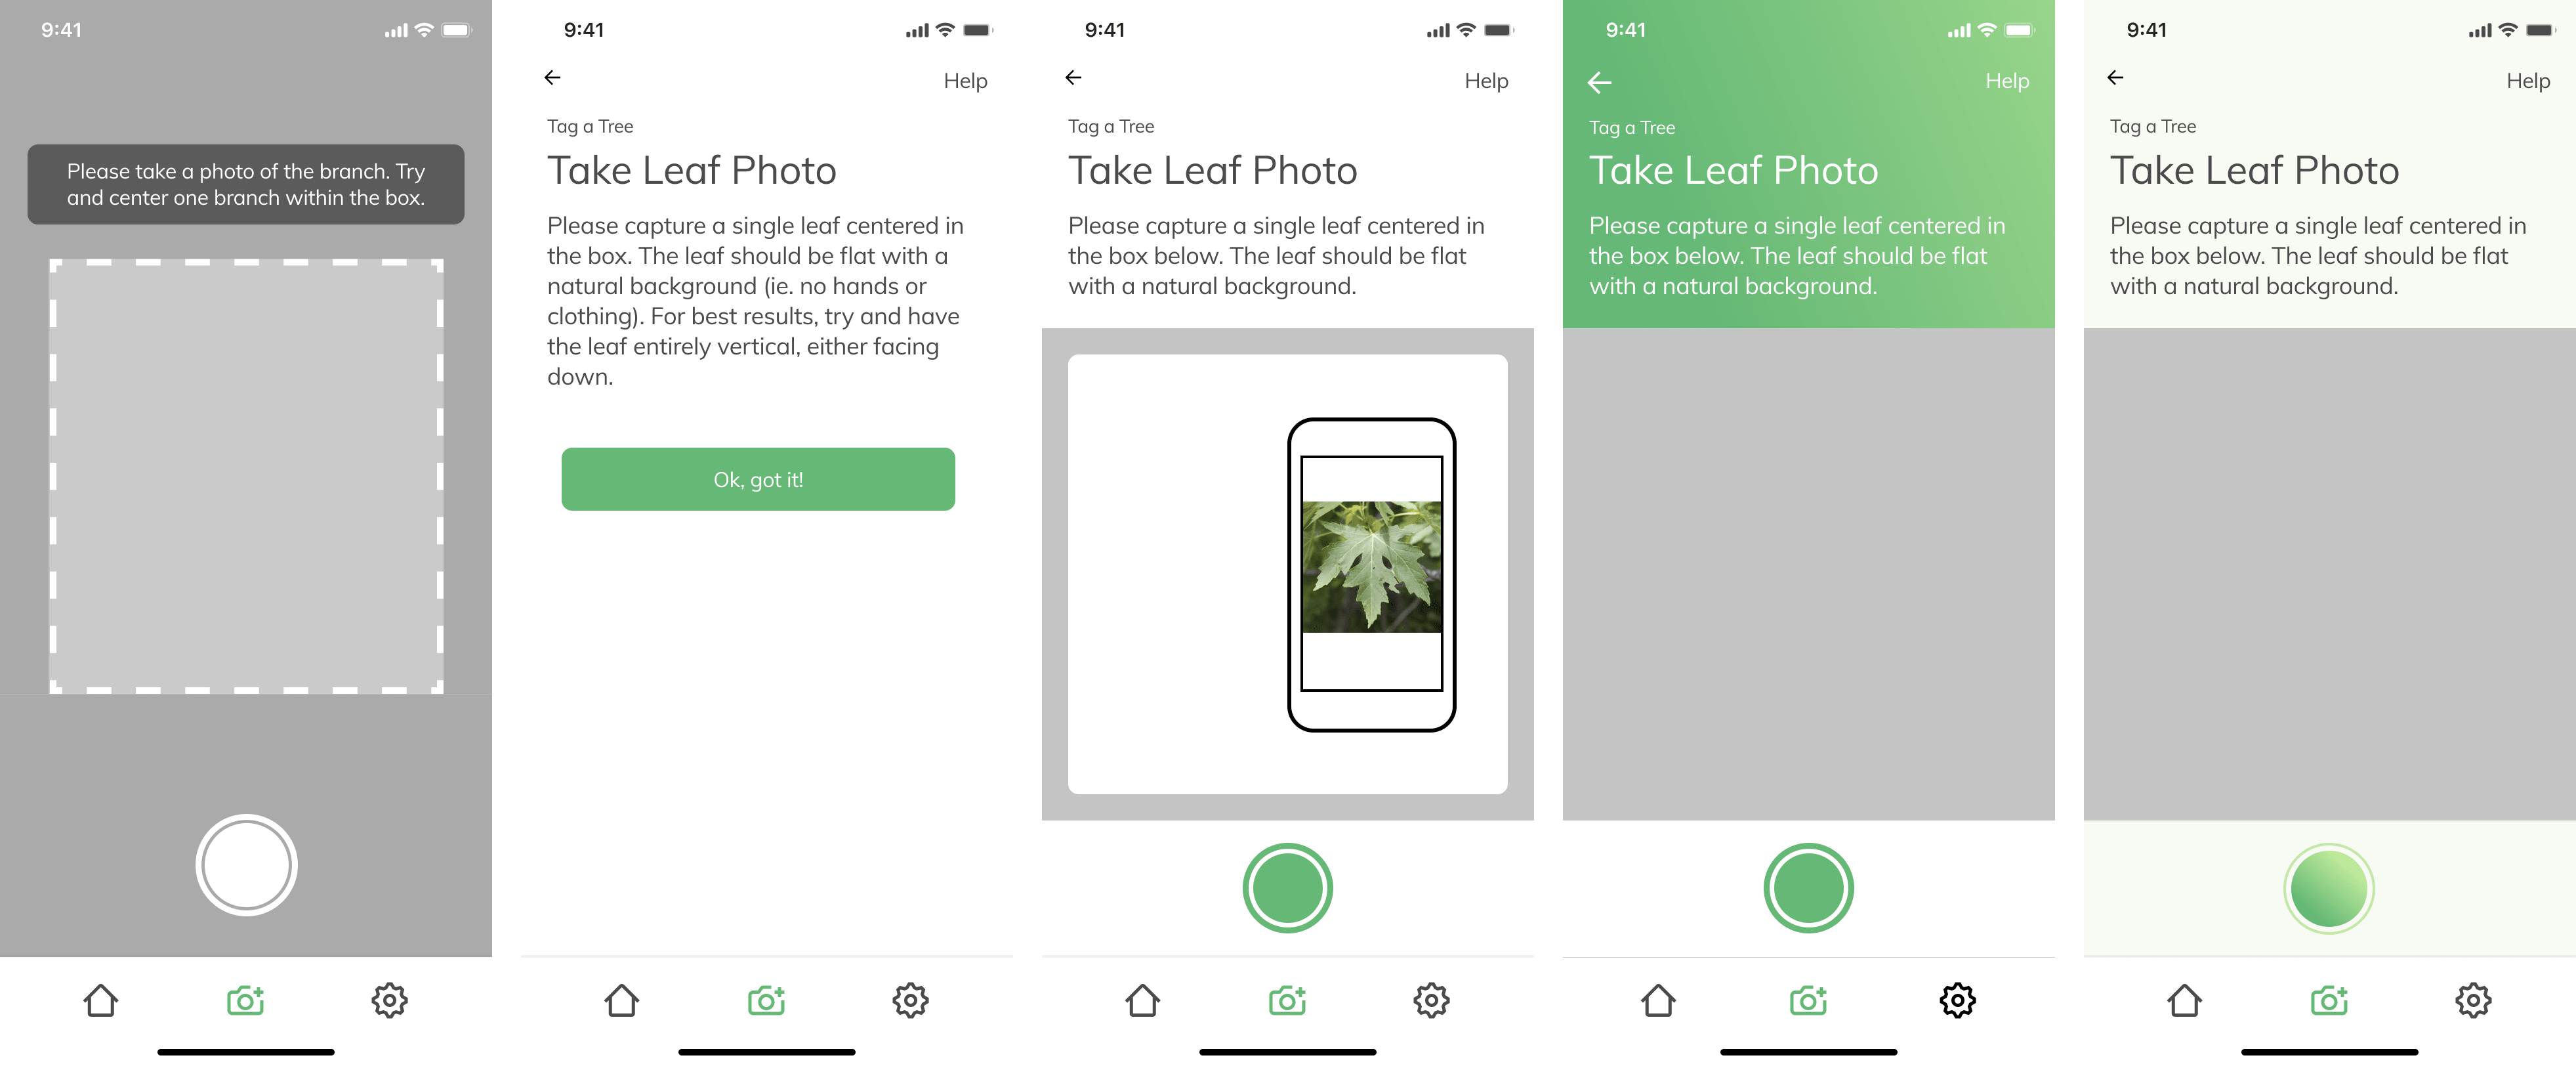 9:41
Please take a photo of the branch. Try
and center one branch within the box.
9:41
Help
Tag a Tree
Take Leaf Photo
Please capture a single leaf centered in
the box. The leaf should be flat with a
natural background (ie. no hands or
clothing). For best results, try and have
the leaf entirely vertical, either facing
down.
Ok, got it!
9:41
Help
Tag a Tree
Take Leaf Photo
Please capture a single leaf centered in
the box below. The leaf should be flat
with a natural background.
9:41
Help
Tag a Tree
Take Leaf Photo
Please capture a single leaf centered in
the box below. The leaf should be flat
with a natural background.
9:41
Help
Tag a Tree
Take Leaf Photo
Please capture a single leaf centered in
the box below. The leaf should be flat
with a natural background.